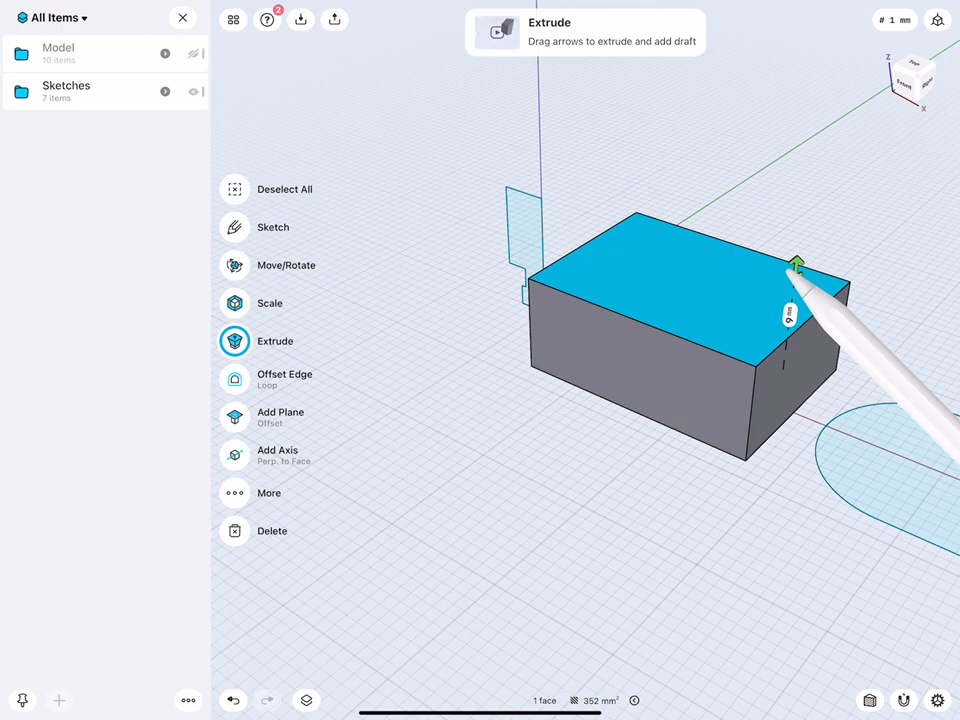 All Items
Model
10 items
Sketches
7 items
2
Extrude
Drag arrows to extrude and add draft
# 1 mm
Z
Top
Front
Right
X
Deselect All
Sketch
Move/Rotate
Scale
Extrude
Offset Edge
Loop
Add Plane
Offset
Add Axis
Perp. to Face
More
Delete
9 mm
1 face
352 mm²